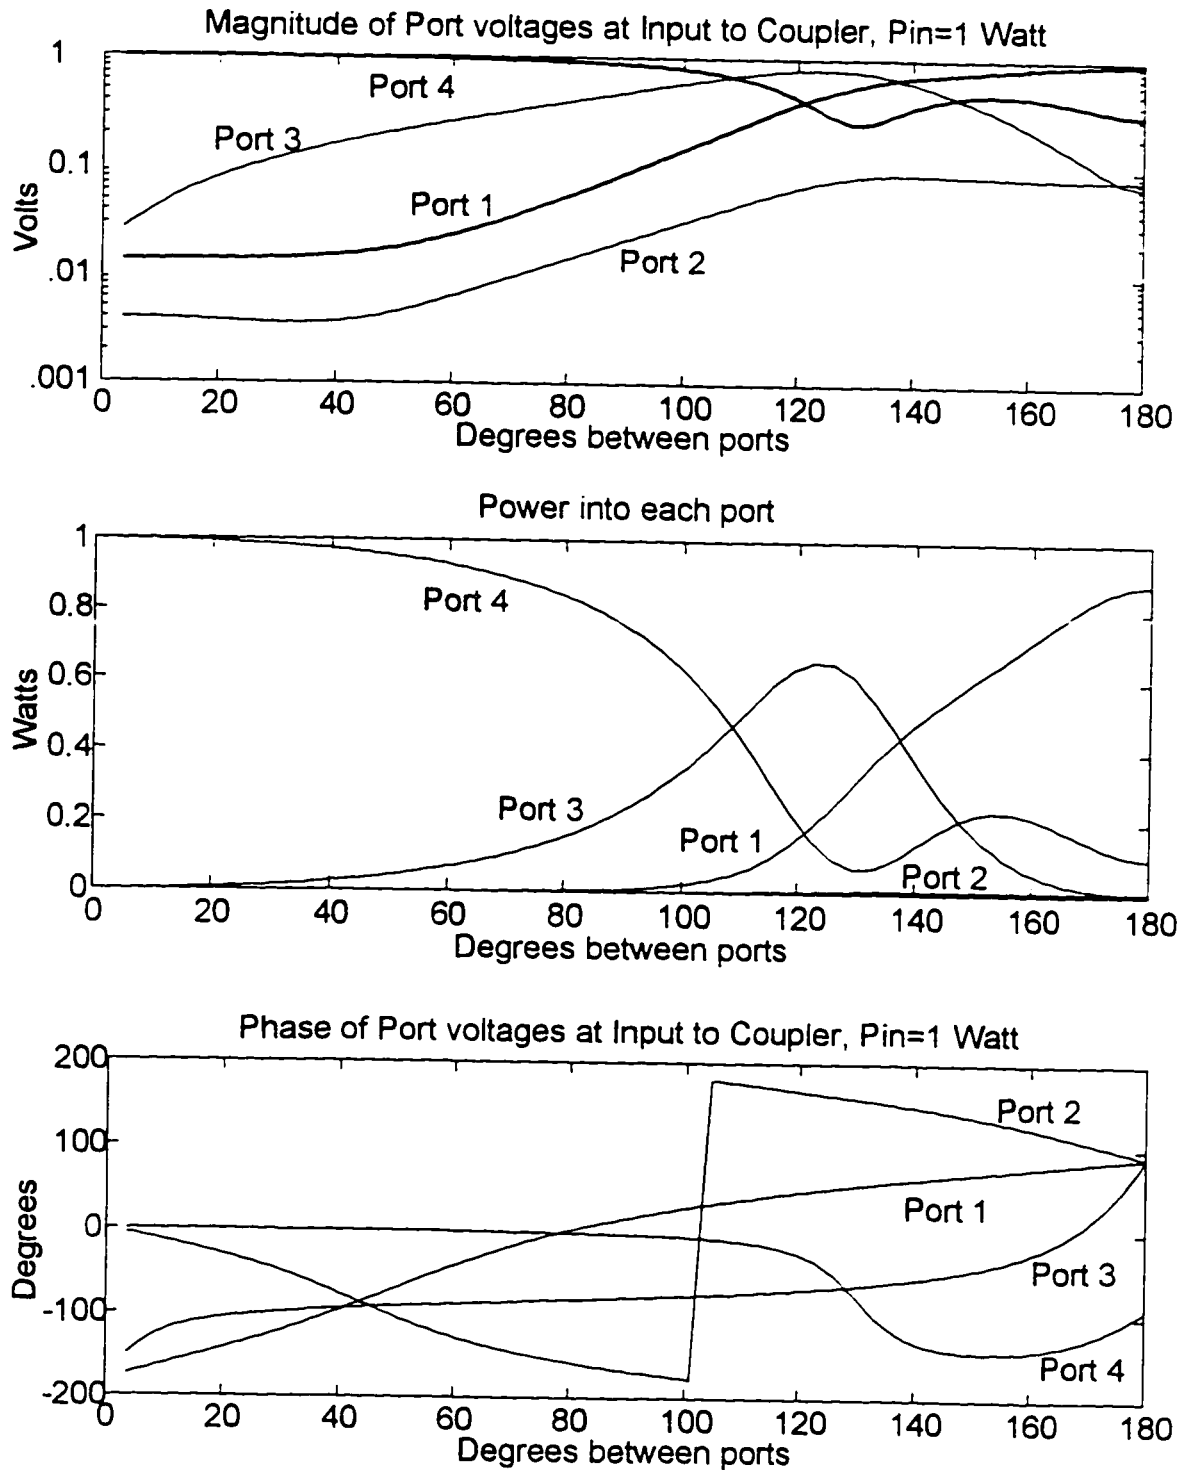 Magnitude of Port voltages at Input to Coupler, Pin=1 Watt
1
0.1
.01
.001
Volts
Port 4
Port 3
Port 1
Port 2
0 20 40 60 80 100 120 140 160 180
Degrees between ports
Power into each port
1
0.8
0.6
0.4
0.2
0
Watts
Port 4
Port 3
Port 1
Port 2
0 20 40 60 80 100 120 140 160 180
Degrees between ports
Phase of Port voltages at Input to Coupler, Pin=1 Watt
200
100
0
-100
-200
Degrees
Port 2
Port 1
Port 3
Port 4
0 20 40 60 80 100 120 140 160 180
Degrees between ports